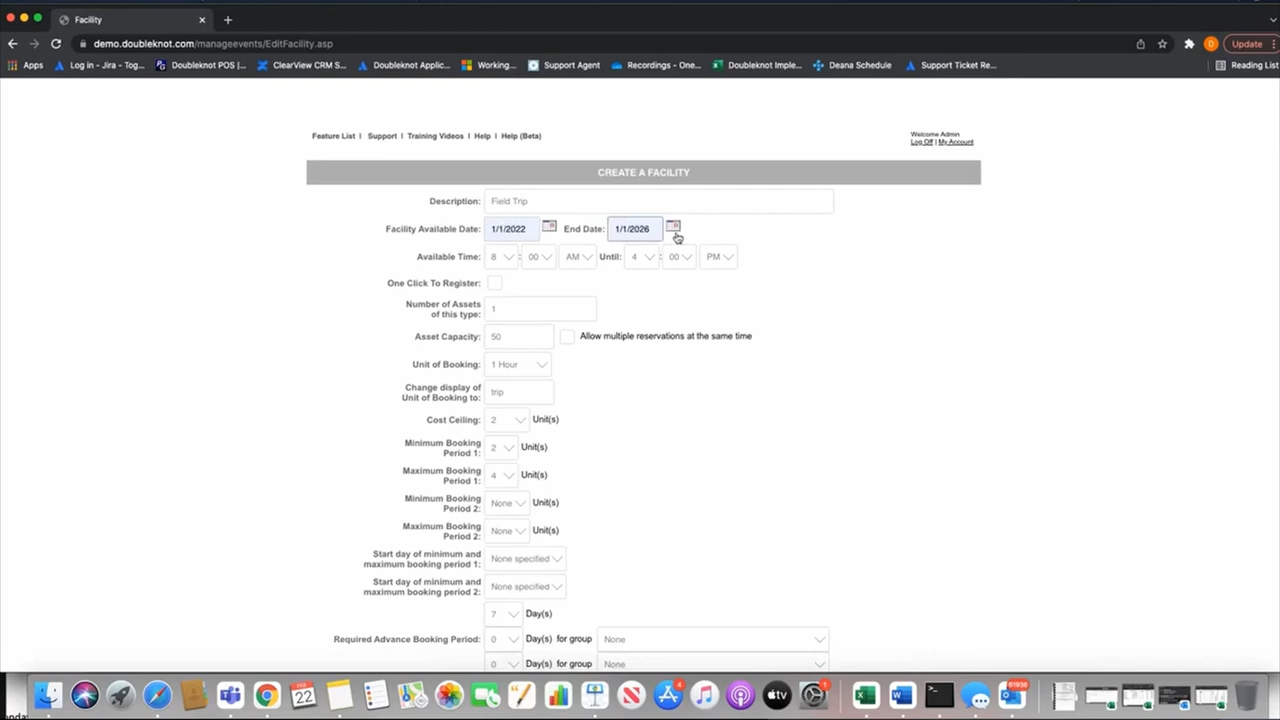 Facility
demo.doubleknot.com/manageevents/EditFacility.asp
D
Update
Apps
Log in - Jira - Tog...
Doubleknot POS |...
ClearView CRM S...
Doubleknot Applic...
Working...
Support Agent
Recordings - One...
Doubleknot Imple...
Deana Schedule
Support Ticket Re...
Reading List
Feature List | Support | Training Videos | Help | Help (Beta)
Welcome Admin
Log Off | My Account
CREATE A FACILITY
Description: Field Trip
Facility Available Date: 1/1/2022 End Date: 1/1/2026
Available Time: 8 : 00 AM Until: 4 : 00 PM
One Click To Register:
Number of Assets
of this type: 1
Asset Capacity: 50 Allow multiple reservations at the same time
Unit of Booking: 1 Hour
Change display of
Unit of Booking to: trip
Cost Ceiling: 2 Unit(s)
Minimum Booking
Period 1: 2 Unit(s)
Maximum Booking
Period 1: 4 Unit(s)
Minimum Booking
Period 2: None Unit(s)
Maximum Booking
Period 2: None Unit(s)
Start day of minimum and
maximum booking period 1: None specified
Start day of minimum and
maximum booking period 2: None specified
7 Day(s)
Required Advance Booking Period: 0 Day(s) for group None
0 Day(s) for group None
FEB
22
4
tv
1